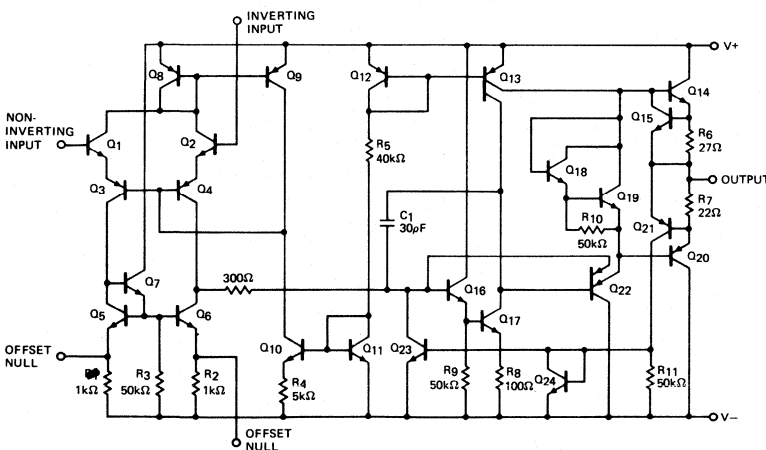 INVERTING
INPUT
V+
Q8
Q9
Q12
Q13
Q14
Q15
NON-
INVERTING
INPUT
Q1
Q2
R5
40kΩ
R6
27Ω
Q3
Q4
Q18
Q19
OUTPUT
C1
30ρF
R10
50kΩ
R7
22Ω
Q21
Q20
Q7
300Ω
Q16
Q22
Q5
Q6
Q17
OFFSET
NULL
Q10
Q11
Q23
1kΩ
R3
50kΩ
R2
1kΩ
R4
5kΩ
R9
50kΩ
R8
100Ω
Q24
R11
50kΩ
V−
OFFSET
NULL